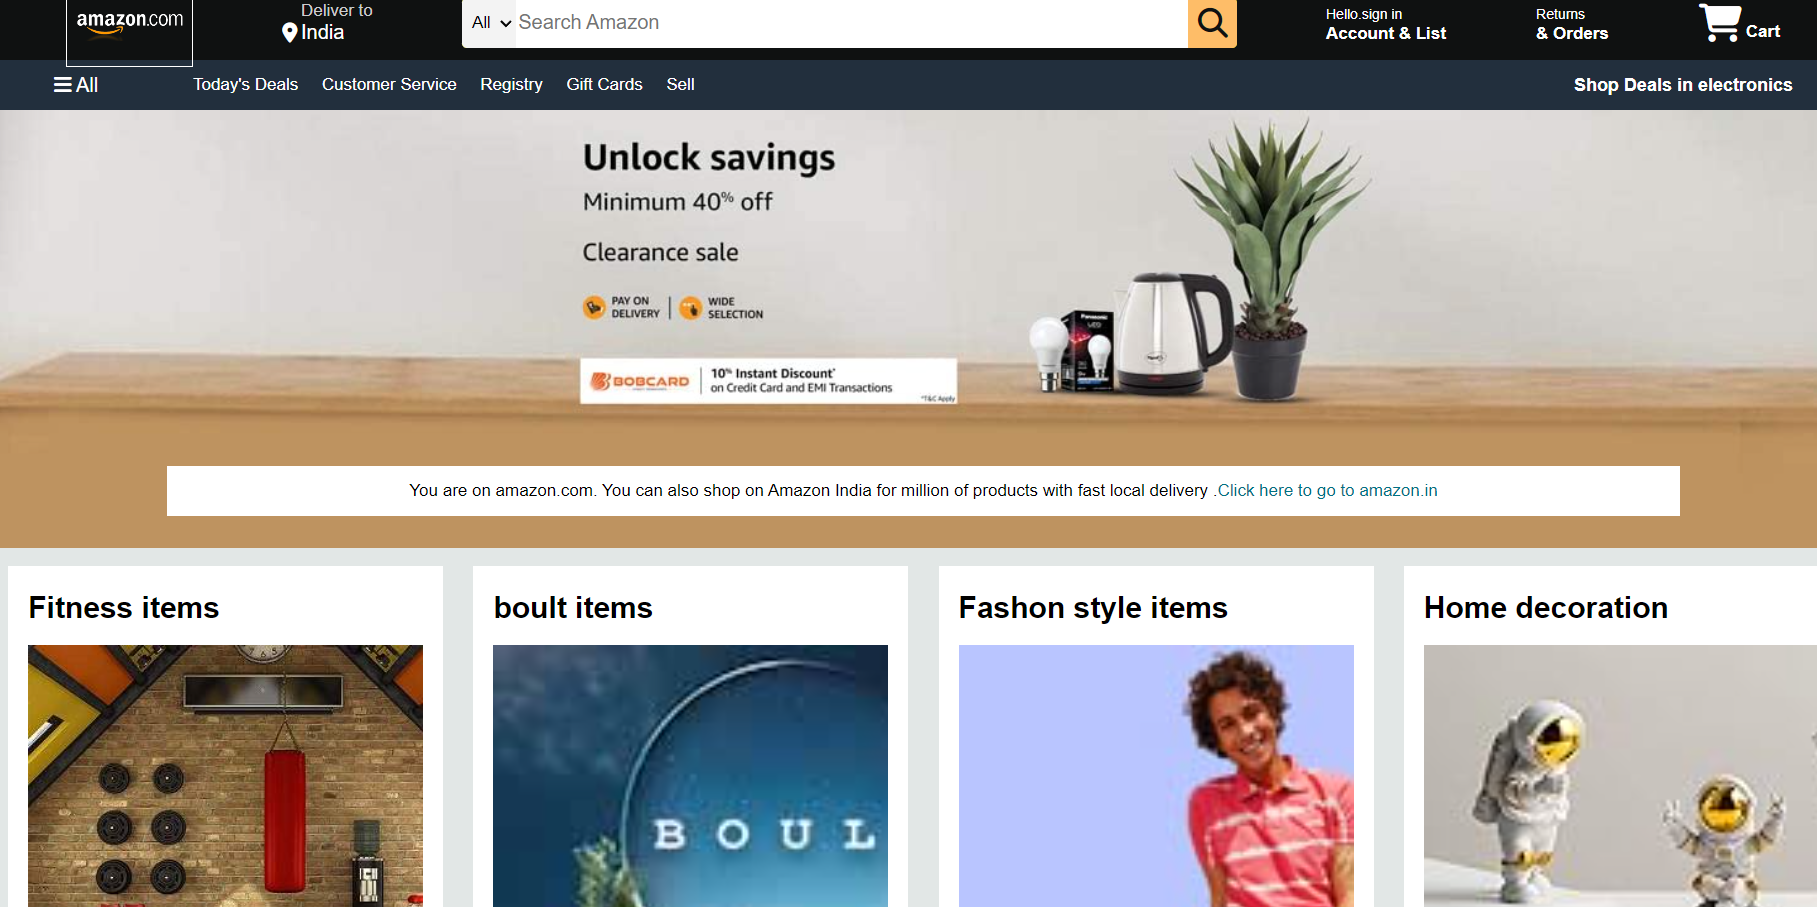 amazon.com
Deliver to
India
All
Search Amazon
Hello.sign in
Account & List
Returns
& Orders
Cart
All
Today's Deals
Customer Service
Registry
Gift Cards
Sell
Shop Deals in electronics
Unlock savings
Minimum 40% off
Clearance sale
PAY ON
DELIVERY
WIDE
SELECTION
BOBCARD
10% Instant Discount*
on Credit Card and EMI Transactions
*T&C Apply
Panasonic
LED
You are on amazon.com. You can also shop on Amazon India for million of products with fast local delivery .Click here to go to amazon.in
Fitness items
boult items
Fashon style items
Home decoration
BOUL